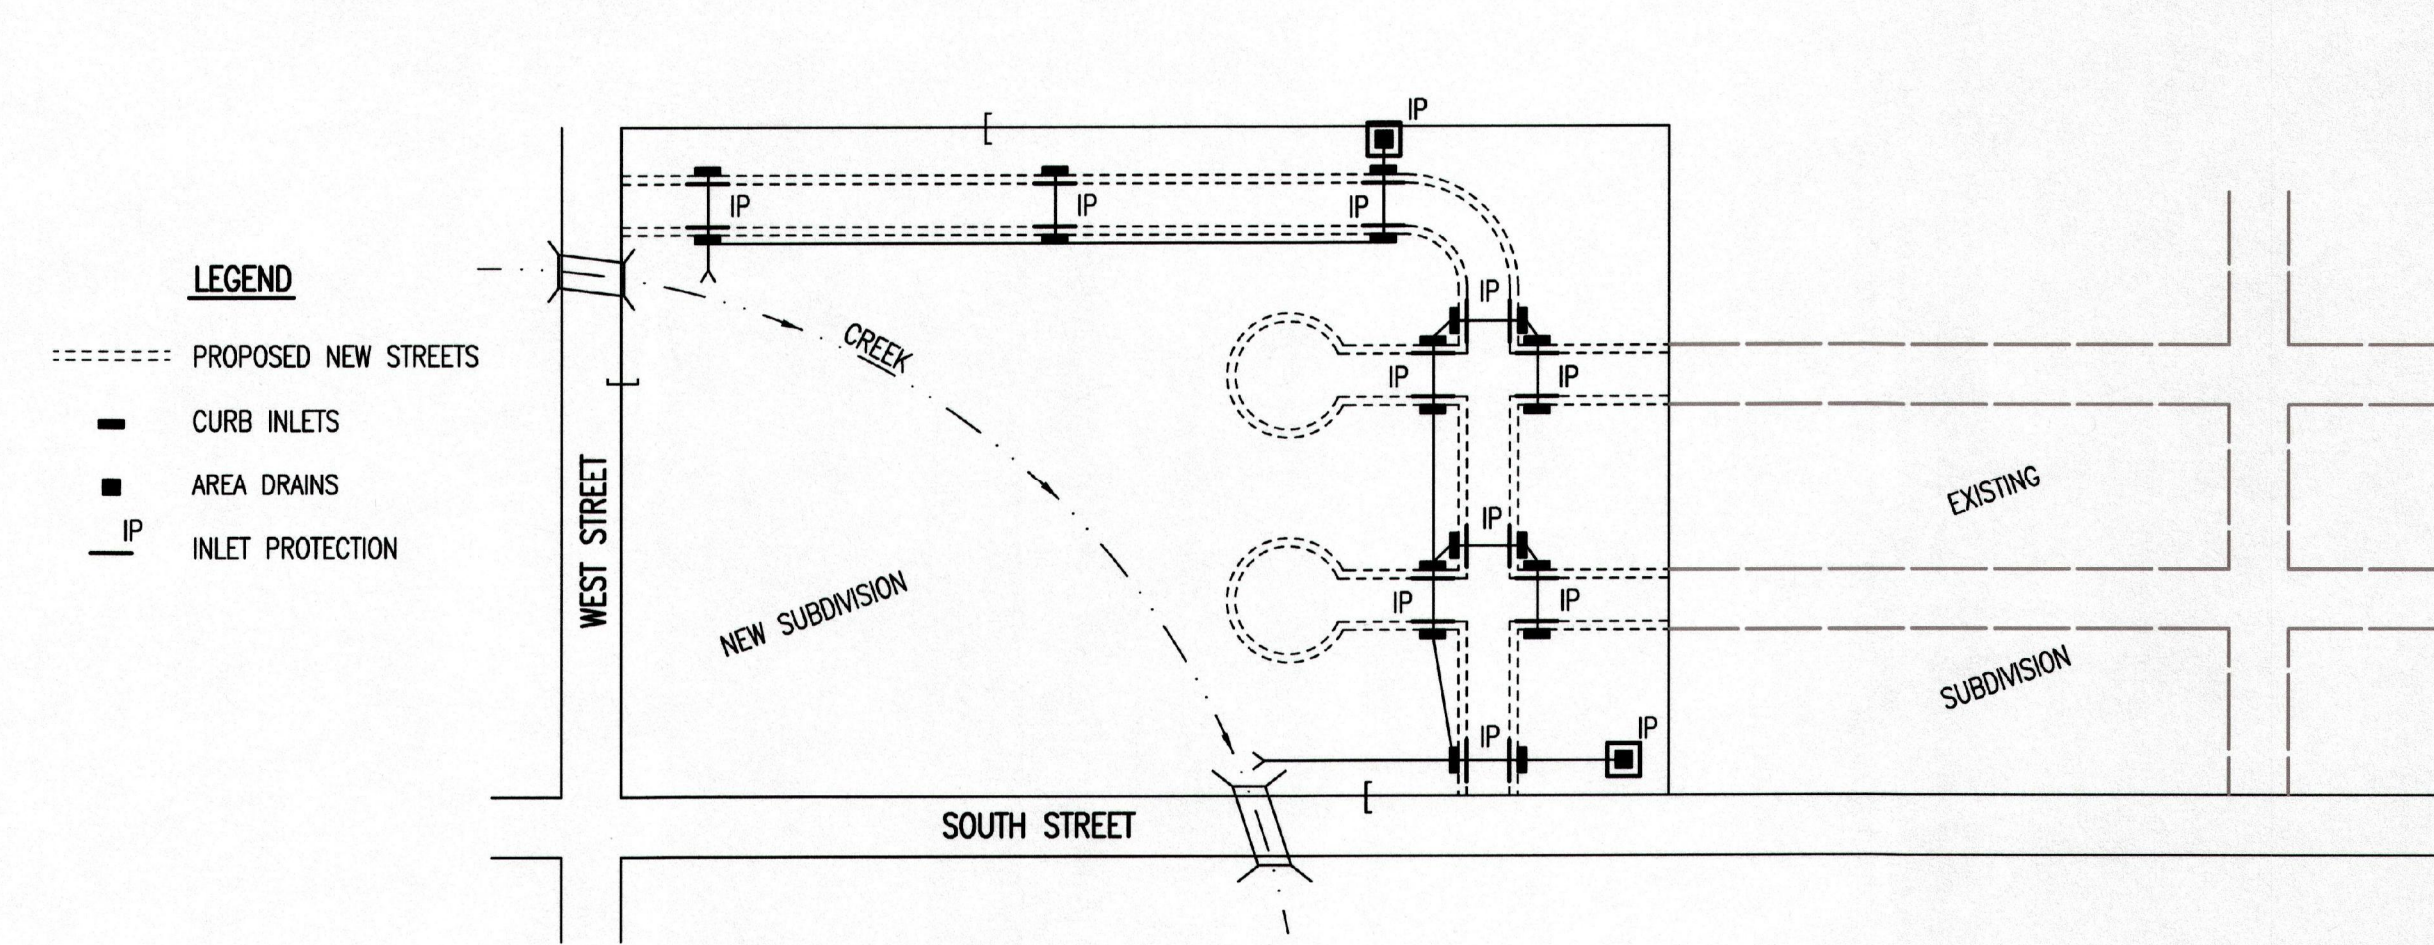 IP
IP
IP
IP
LEGEND
PROPOSED NEW STREETS
CURB INLETS
AREA DRAINS
IP
INLET PROTECTION
CREEK
IP
IP
IP
WEST STREET
NEW SUBDIVISION
IP
IP
IP
IP
IP
EXISTING
SUBDIVISION
SOUTH STREET